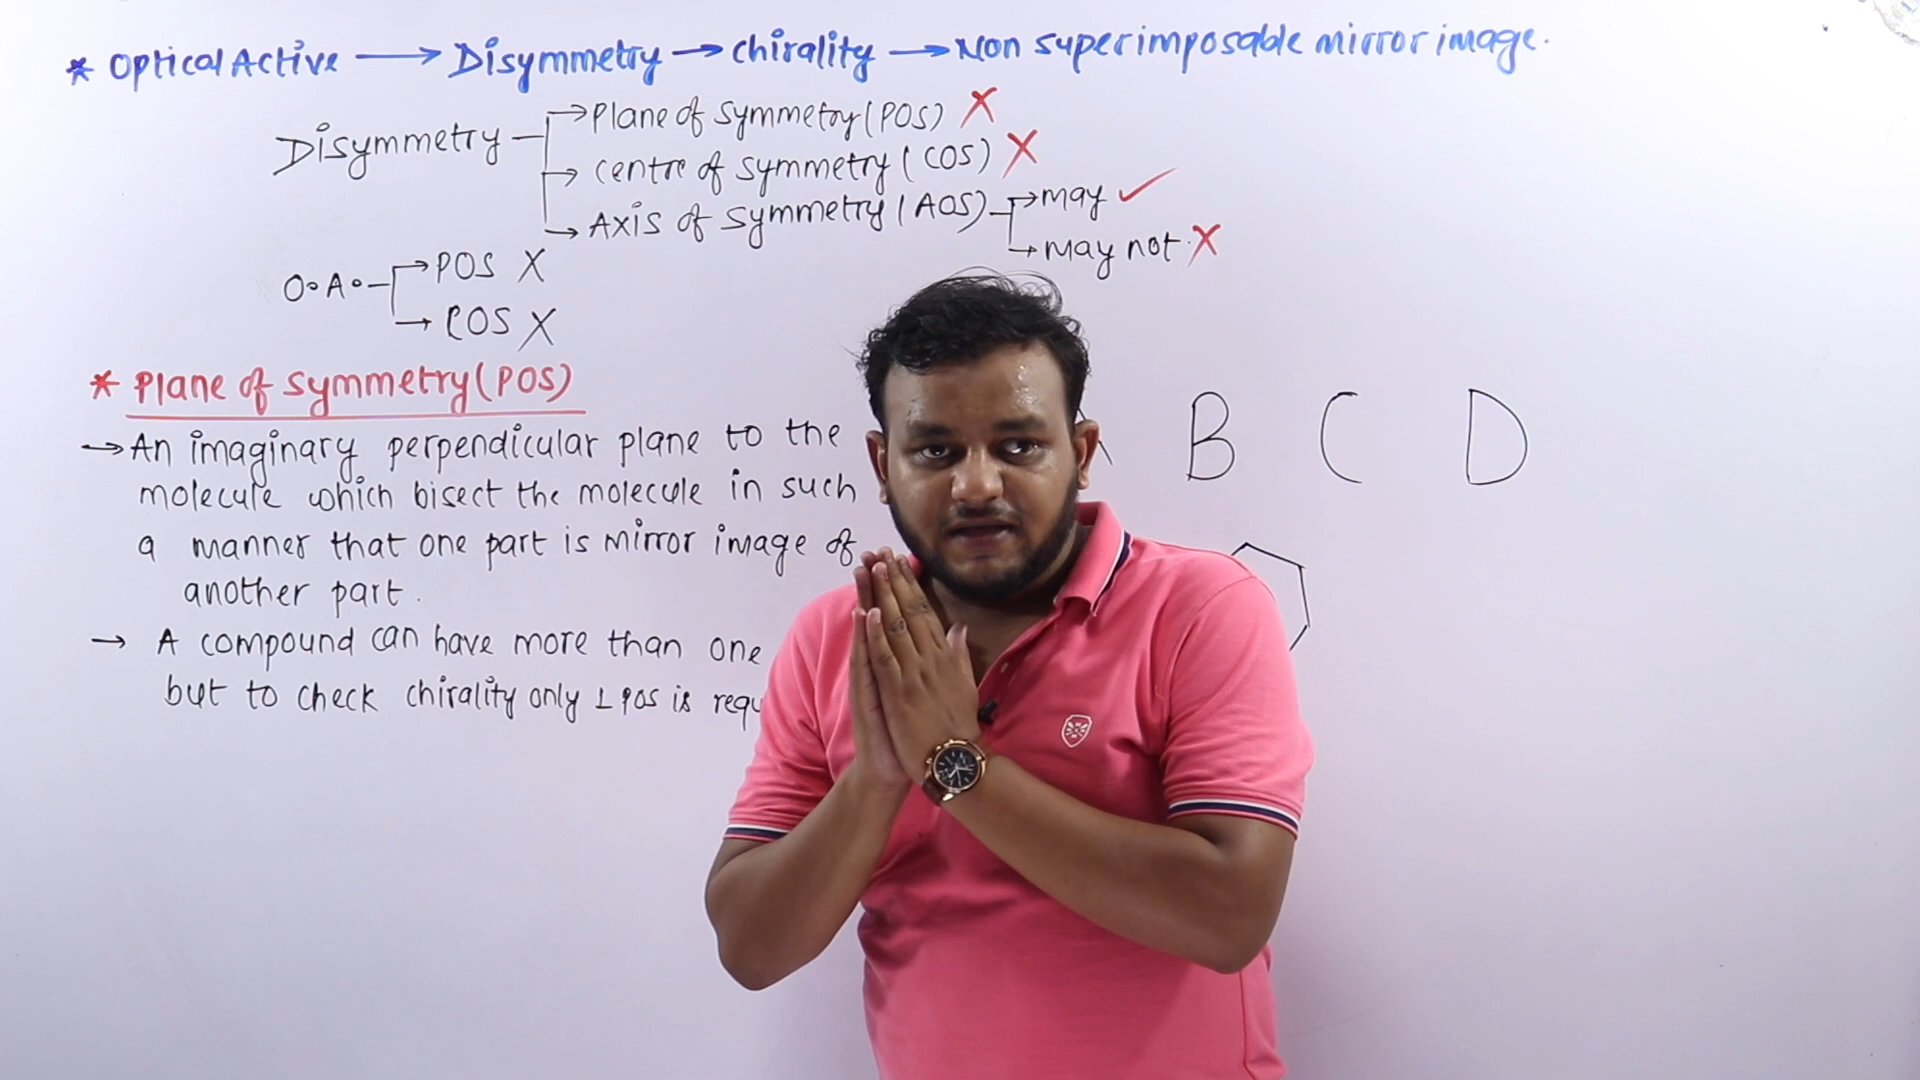 * Optical Active → Disymmetry → chirality → Non superimposable mirror image.
Disymmetry → Plane of symmetry (POS) X
→ centre of symmetry (COS) X
→ Axis of symmetry (AOS) → may ✓
→ may not X
O.A. → POS X
→ COS X
* Plane of symmetry (POS)
→ An imaginary perpendicular plane to the
molecule which bisect the molecule in such
a manner that one part is mirror image of
another part.
→ A compound can have more than one
but to check chirality only ⊥ POS is
B C D